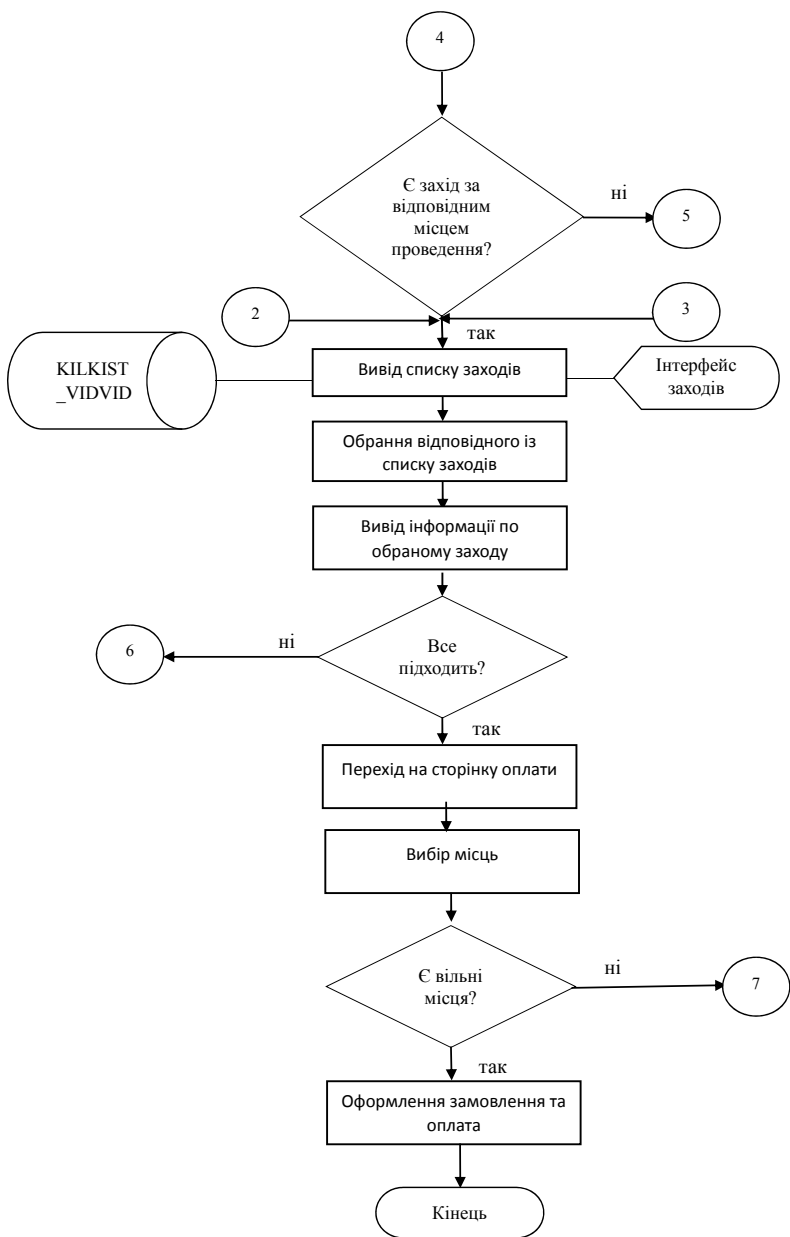 4
Є захід за
відповідним
місцем
проведення?
ні
5
2
3
так
KILKIST
_VIDVID
Вивід списку заходів
Інтерфейс
заходів
Обрання відповідного із
списку заходів
Вивід інформації по
обраному заходу
6
ні
Все
підходить?
так
Перехід на сторінку оплати
Вибір місць
Є вільні
місця?
ні
7
так
Оформлення замовлення та
оплата
Кінець